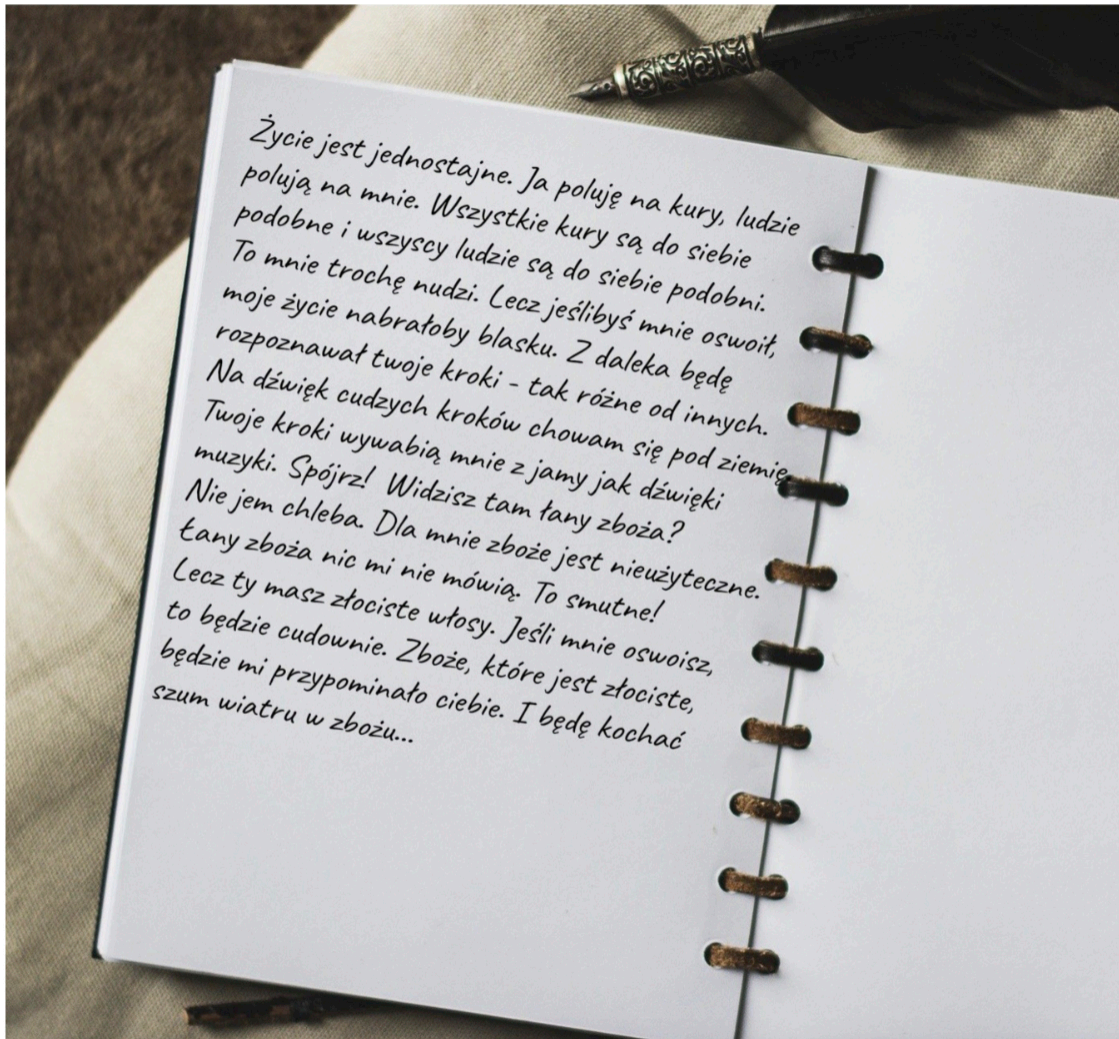 Życie jest jednostajne. Ja poluję na kury, ludzie
polują na mnie. Wszystkie kury są do siebie
podobne i wszyscy ludzie są do siebie podobni.
To mnie trochę nudzi. Lecz jeślibyś mnie oswoił,
moje życie nabrałoby blasku. Z daleka będę
rozpoznawał twoje kroki - tak różne od innych.
Na dźwięk cudzych kroków chowam się pod ziemię.
Twoje kroki wywabią mnie z jamy jak dźwięki
muzyki. Spójrz! Widzisz tam łany zboża?
Nie jem chleba. Dla mnie zboże jest nieużyteczne.
Łany zboża nic mi nie mówią. To smutne!
Lecz ty masz złociste włosy. Jeśli mnie oswoisz,
to będzie cudownie. Zboże, które jest złociste,
będzie mi przypominało ciebie. I będę kochać
szum wiatru w zbożu...